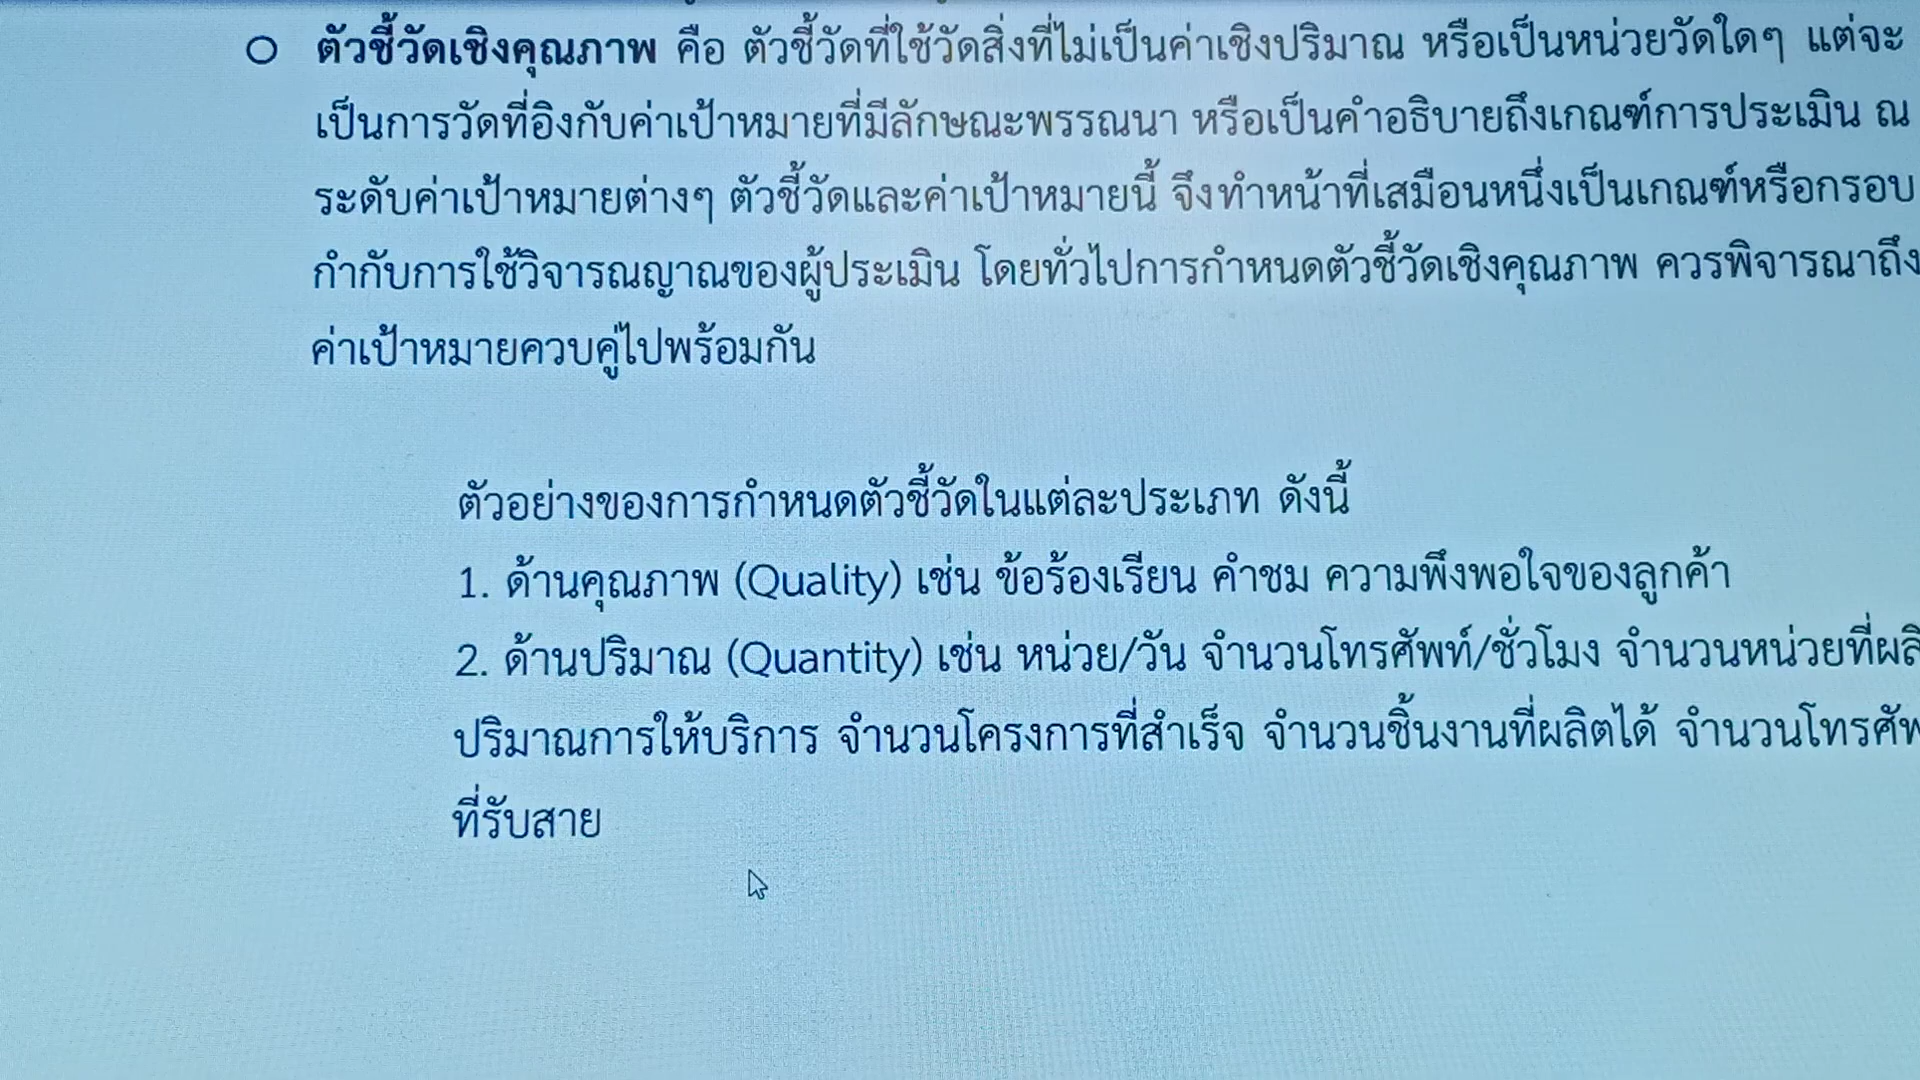 ○ ตัวชี้วัดเชิงคุณภาพ คือ ตัวชี้วัดที่ใช้วัดสิ่งที่ไม่เป็นค่าเชิงปริมาณ หรือเป็นหน่วยวัดใดๆ แต่จะ
เป็นการวัดที่อิงกับค่าเป้าหมายที่มีลักษณะพรรณนา หรือเป็นคำอธิบายถึงเกณฑ์การประเมิน ณ
ระดับค่าเป้าหมายต่างๆ ตัวชี้วัดและค่าเป้าหมายนี้ จึงทำหน้าที่เสมือนหนึ่งเป็นเกณฑ์หรือกรอบ
กำกับการใช้วิจารณญาณของผู้ประเมิน โดยทั่วไปการกำหนดตัวชี้วัดเชิงคุณภาพ ควรพิจารณาถึง
ค่าเป้าหมายควบคู่ไปพร้อมกัน
ตัวอย่างของการกำหนดตัวชี้วัดในแต่ละประเภท ดังนี้
1. ด้านคุณภาพ (Quality) เช่น ข้อร้องเรียน คำชม ความพึงพอใจของลูกค้า
2. ด้านปริมาณ (Quantity) เช่น หน่วย/วัน จำนวนโทรศัพท์/ชั่วโมง จำนวนหน่วยที่ผลิ
ปริมาณการให้บริการ จำนวนโครงการที่สำเร็จ จำนวนชิ้นงานที่ผลิตได้ จำนวนโทรศัพ
ที่รับสาย